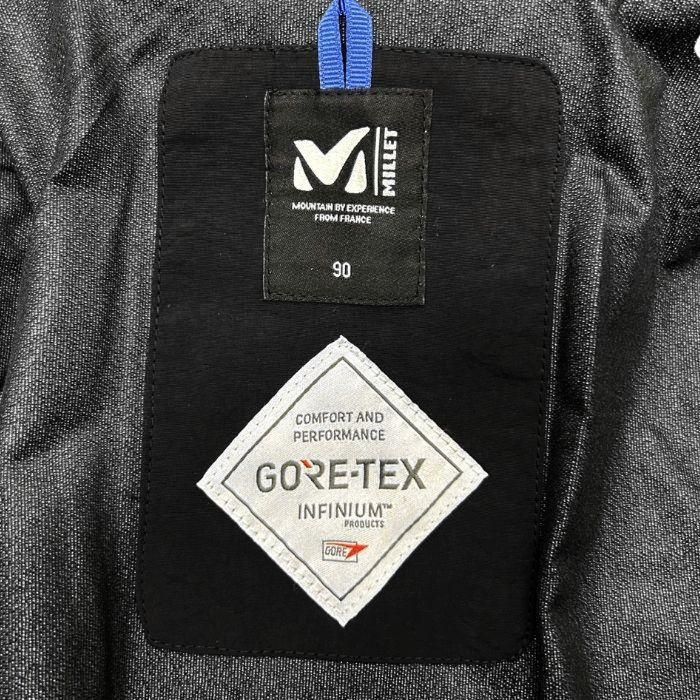 M
MILLET
MOUNTAIN BY EXPERIENCE
FROM FRANCE
90
COMFORT AND
PERFORMANCE
GORE-TEX
INFINIUM™
PRODUCTS
GORE